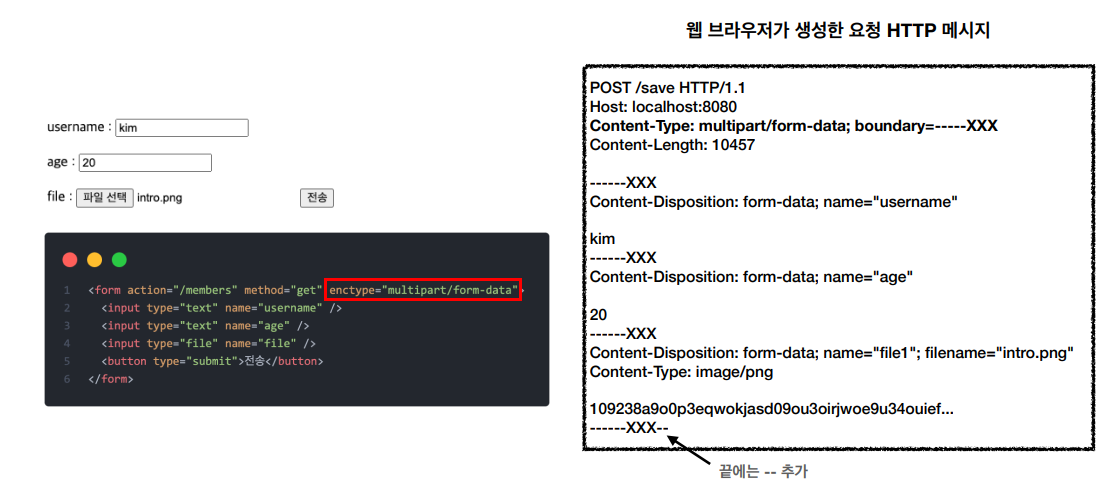 웹 브라우저가 생성한 요청 HTTP 메시지
username : kim
age : 20
file : 파일 선택 intro.png 전송
1 <form action="/members" method="get" enctype="multipart/form-data">
2 <input type="text" name="username" />
3 <input type="text" name="age" />
4 <input type="file" name="file" />
5 <button type="submit">전송</button>
6 </form>
POST /save HTTP/1.1
Host: localhost:8080
Content-Type: multipart/form-data; boundary=-----XXX
Content-Length: 10457
------XXX
Content-Disposition: form-data; name="username"
kim
------XXX
Content-Disposition: form-data; name="age"
20
------XXX
Content-Disposition: form-data; name="file1"; filename="intro.png"
Content-Type: image/png
109238a9o0p3eqwokjasd09ou3oirjwoe9u34ouief...
------XXX--
끝에는 -- 추가